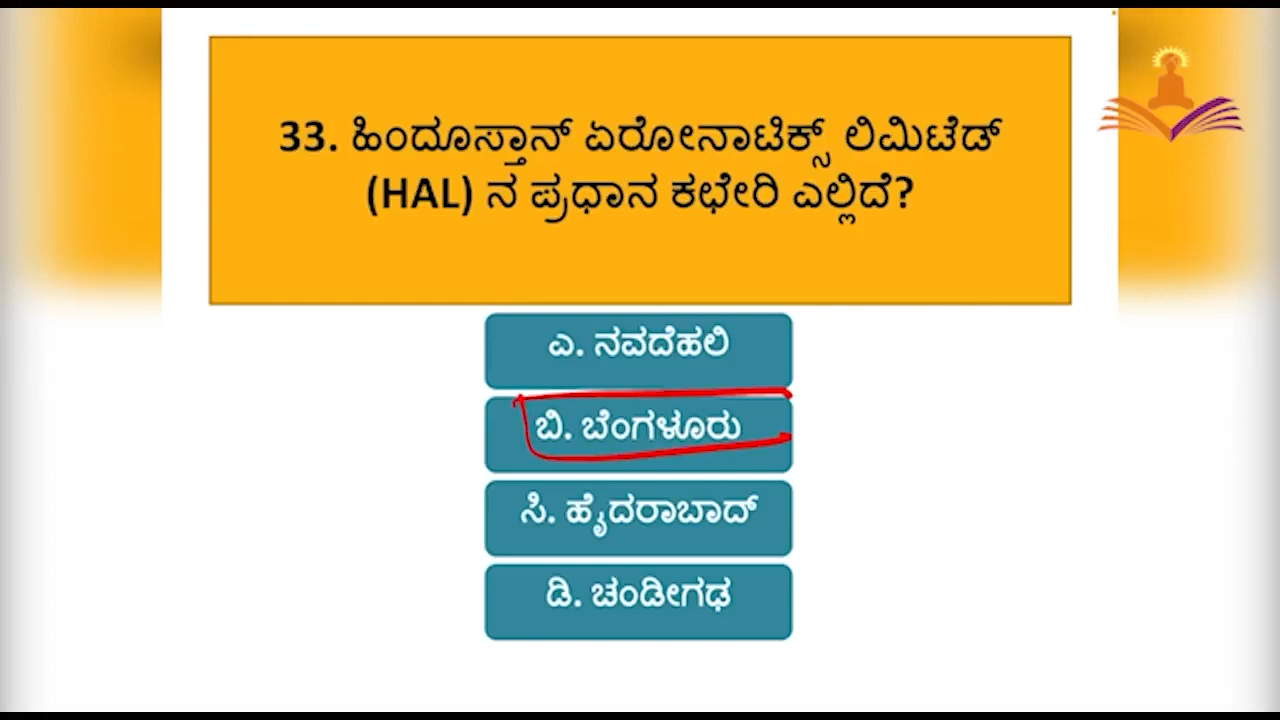 33. ಹಿಂದೂಸ್ತಾನ್ ಏರೋನಾಟಿಕ್ಸ್ ಲಿಮಿಟೆಡ್
(HAL) ನ ಪ್ರಧಾನ ಕಛೇರಿ ಎಲ್ಲಿದೆ?
ಎ. ನವದೆಹಲಿ
ಬಿ. ಬೆಂಗಳೂರು
ಸಿ. ಹೈದರಾಬಾದ್
ಡಿ. ಚಂಡೀಗಢ